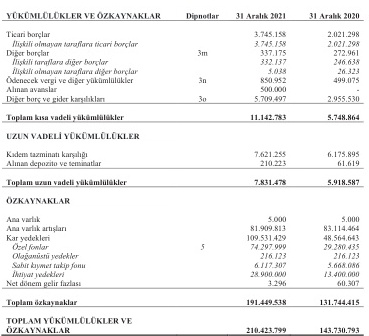 YÜKÜMLÜLÜKLER VE ÖZKAYNAKLAR Dipnotlar 31 Aralık 2021 31 Aralık 2020
Ticari borçlar 3.745.158 2.021.298
İlişkili olmayan taraflara ticari borçlar 3.745.158 2.021.298
Diğer borçlar 3m 337.175 272.961
İlişkili taraflara diğer borçlar 332.137 246.638
İlişkili olmayan taraflara diğer borçlar 5.038 26.323
Ödenecek vergi ve diğer yükümlülükler 3n 850.952 499.075
Alınan avanslar 500.000 -
Diğer borç ve gider karşılıkları 3o 5.709.497 2.955.530
Toplam kısa vadeli yükümlülükler 11.142.783 5.748.864
UZUN VADELİ YÜKÜMLÜLÜKLER
Kıdem tazminatı karşılığı 7.621.255 6.175.895
Alınan depozito ve teminatlar 210.223 61.619
Toplam uzun vadeli yükümlülükler 7.831.478 5.918.587
ÖZKAYNAKLAR
Ana varlık 5.000 5.000
Ana varlık artışları 81.909.813 83.114.464
Kar yedekleri 109.531.429 48.564.643
Özel fonlar 5 74.297.999 29.280.435
Olağanüstü yedekler 216.123 216.123
Sabit kıymet takip fonu 6.117.307 5.668.086
İhtiyati yedekleri 28.900.000 13.400.000
Net dönem gelir fazlası 3.296 60.307
Toplam özkaynaklar 191.449.538 131.744.415
TOPLAM YÜKÜMLÜLÜKLER VE
ÖZKAYNAKLAR 210.423.799 143.730.793